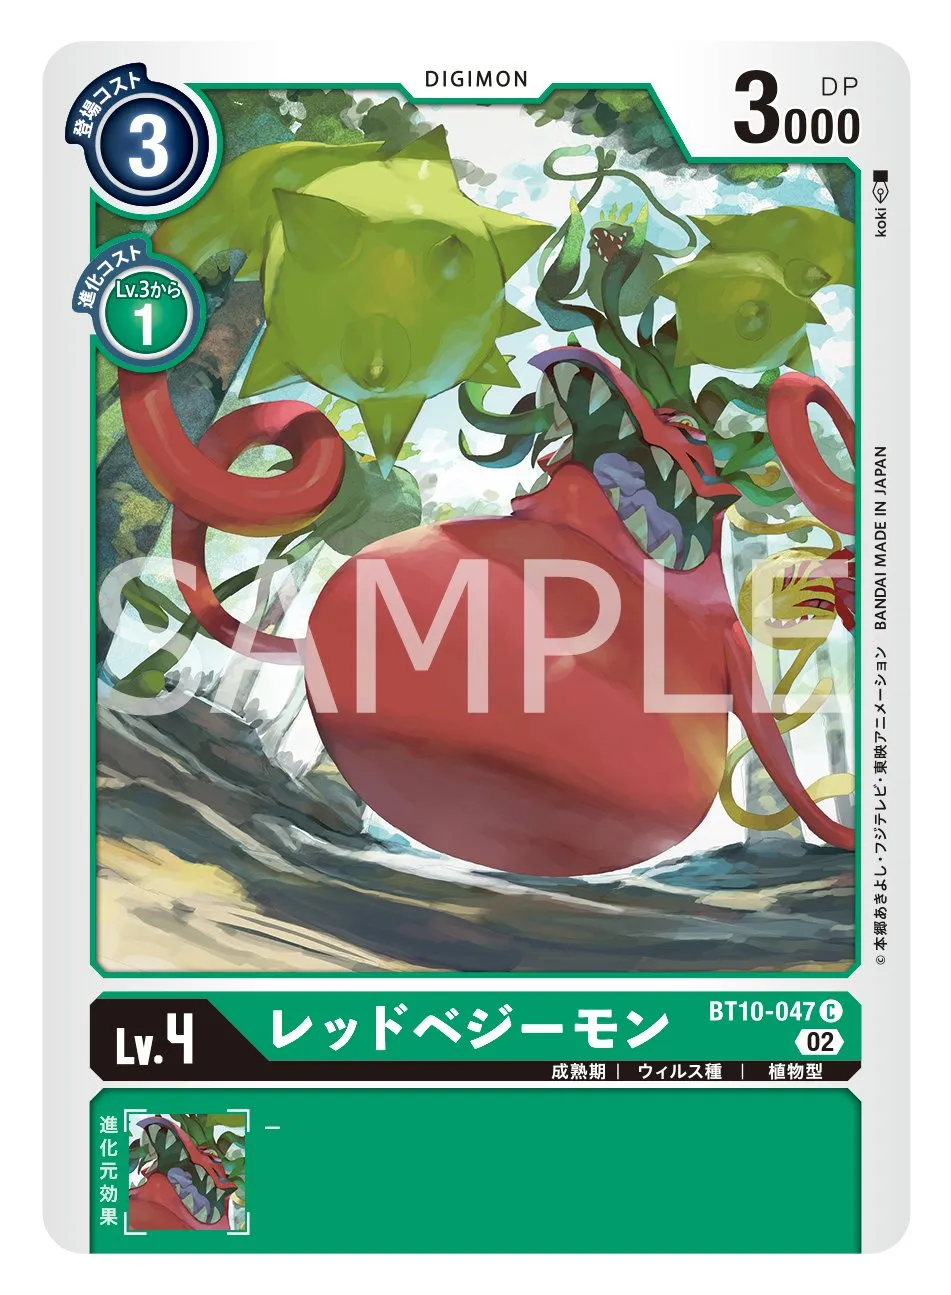 DIGIMON
登場コスト
3
3000
DP
進化コスト
Lv.3から
1
koki
SAMPLE
©本郷あきよし・フジテレビ・東映アニメーション BANDAI MADE IN JAPAN
Lv.4
レッドベジーモン
BT10-047 C
02
成熟期 | ウィルス種 | 植物型
進化元効果
－